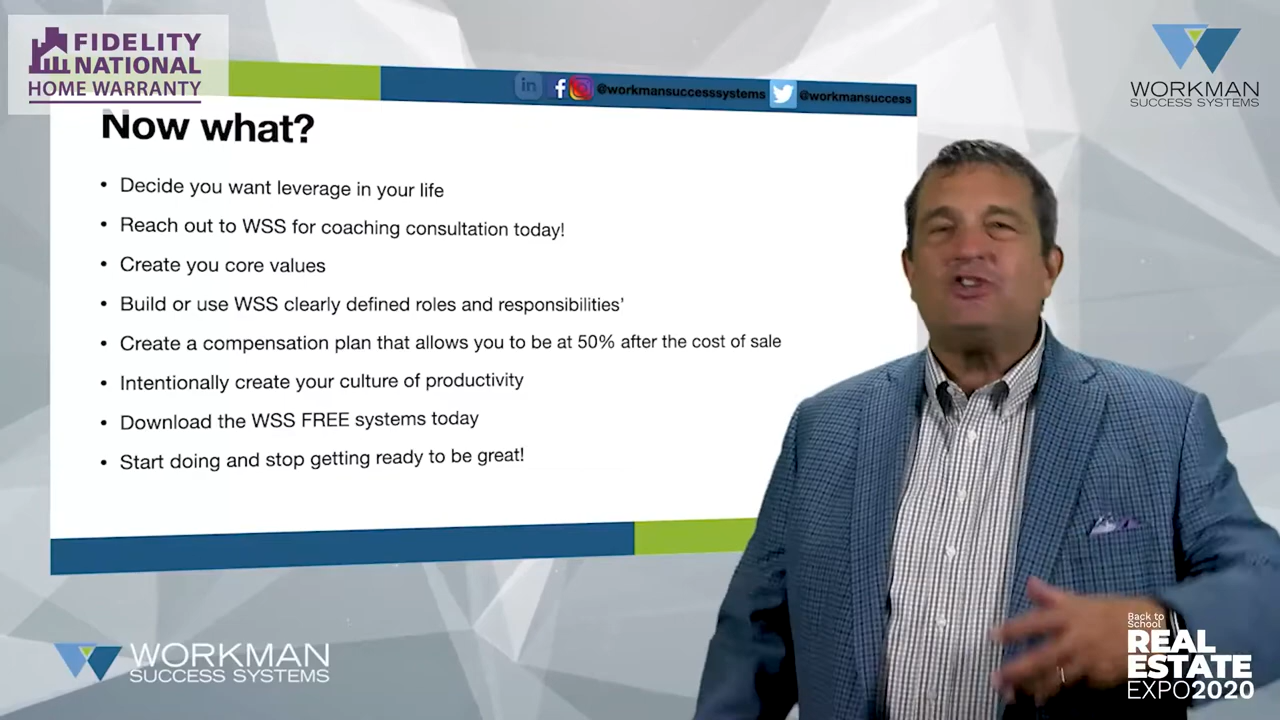 FIDELITY
NATIONAL
HOME WARRANTY
in f @workmansuccesssystems @workmansuccess
WORKMAN
SUCCESS SYSTEMS
Now what?
• Decide you want leverage in your life
• Reach out to WSS for coaching consultation today!
• Create you core values
• Build or use WSS clearly defined roles and responsibilities'
• Create a compensation plan that allows you to be at 50% after the cost of sale
• Intentionally create your culture of productivity
• Download the WSS FREE systems today
• Start doing and stop getting ready to be great!
WORKMAN
SUCCESS SYSTEMS
Back to
School
REAL
ESTATE
EXPO2020